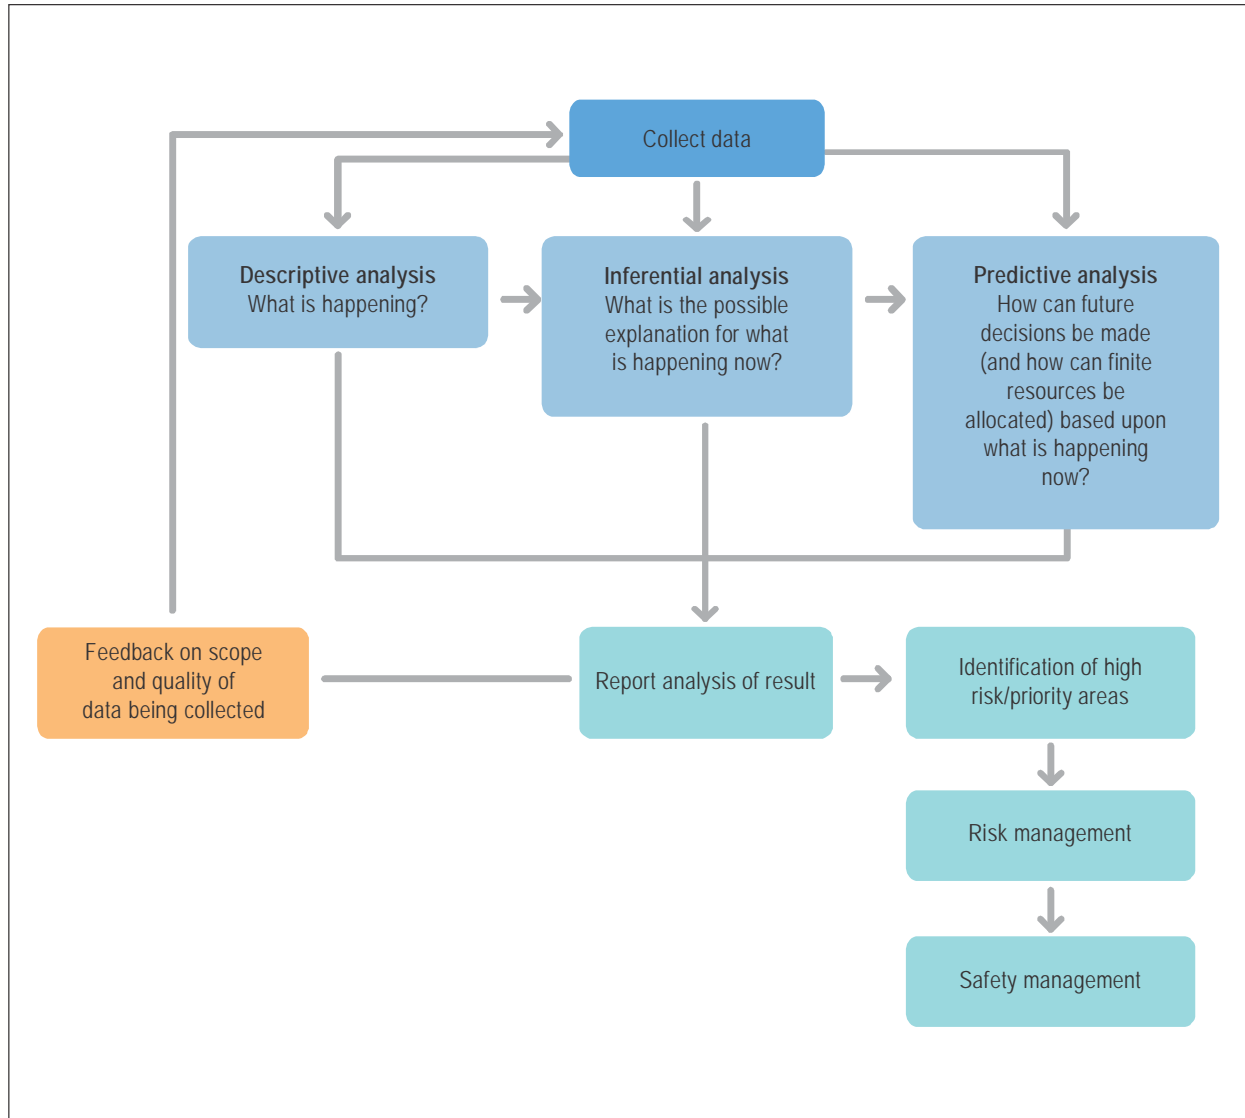 Collect data
Descriptive analysis
What is happening?
Inferential analysis
What is the possible
explanation for what
is happening now?
Predictive analysis
How can future
decisions be made
(and how can finite
resources be
allocated) based upon
what is happening
now?
Feedback on scope
and quality of
data being collected
Report analysis of result
Identification of high
risk/priority areas
Risk management
Safety management